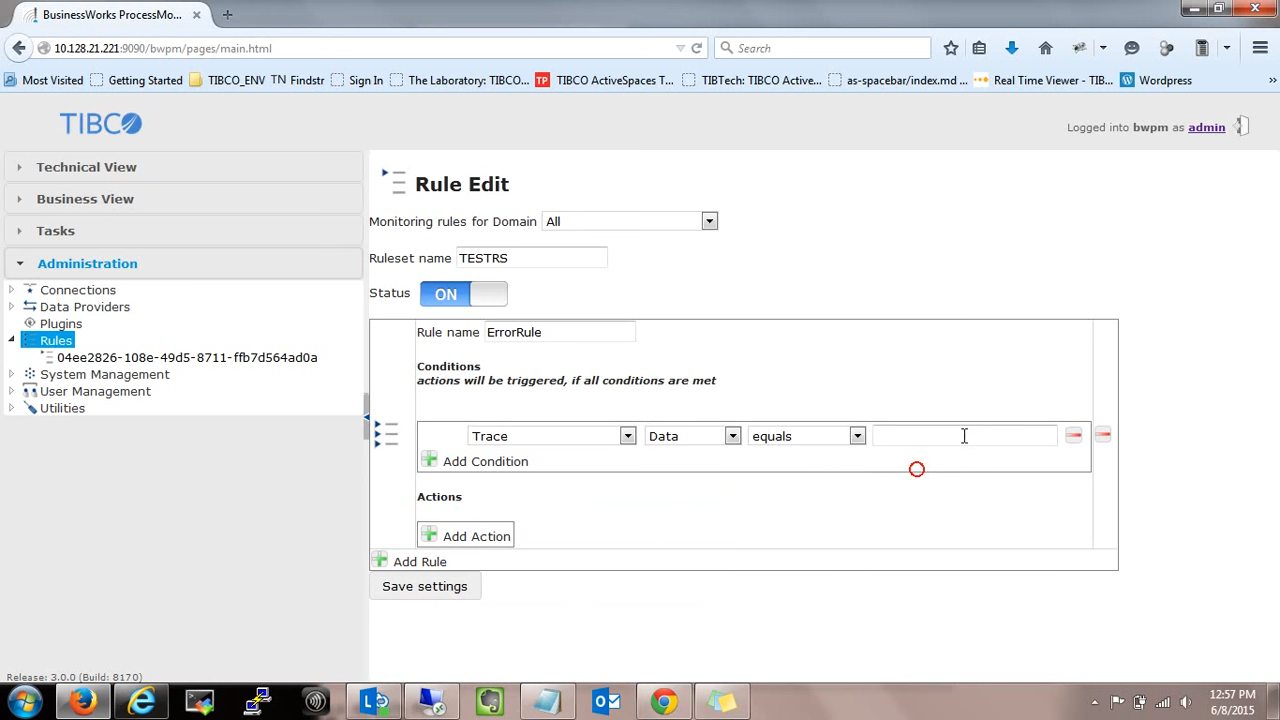 BusinessWorks ProcessMo...
10.128.21.221:9090/bwpm/pages/main.html
Search
Most Visited Getting Started TIBCO_ENV TN Findstr Sign In The Laboratory: TIBCO... TP TIBCO ActiveSpaces T... TIBTech: TIBCO Active... as-spacebar/index.md ... Real Time Viewer - TIB... Wordpress
TIBCO
Logged into bwpm as admin
Technical View
Business View
Tasks
Administration
Connections
Data Providers
Plugins
Rules
04ee2826-108e-49d5-8711-ffb7d564ad0a
System Management
User Management
Utilities
Release: 3.0.0 (Build: 8170)
Rule Edit
Monitoring rules for Domain All
Ruleset name TESTRS
Status ON
Rule name ErrorRule
Conditions
actions will be triggered, if all conditions are met
Trace Data equals
Add Condition
Actions
Add Action
Add Rule
Save settings
12:57 PM
6/8/2015